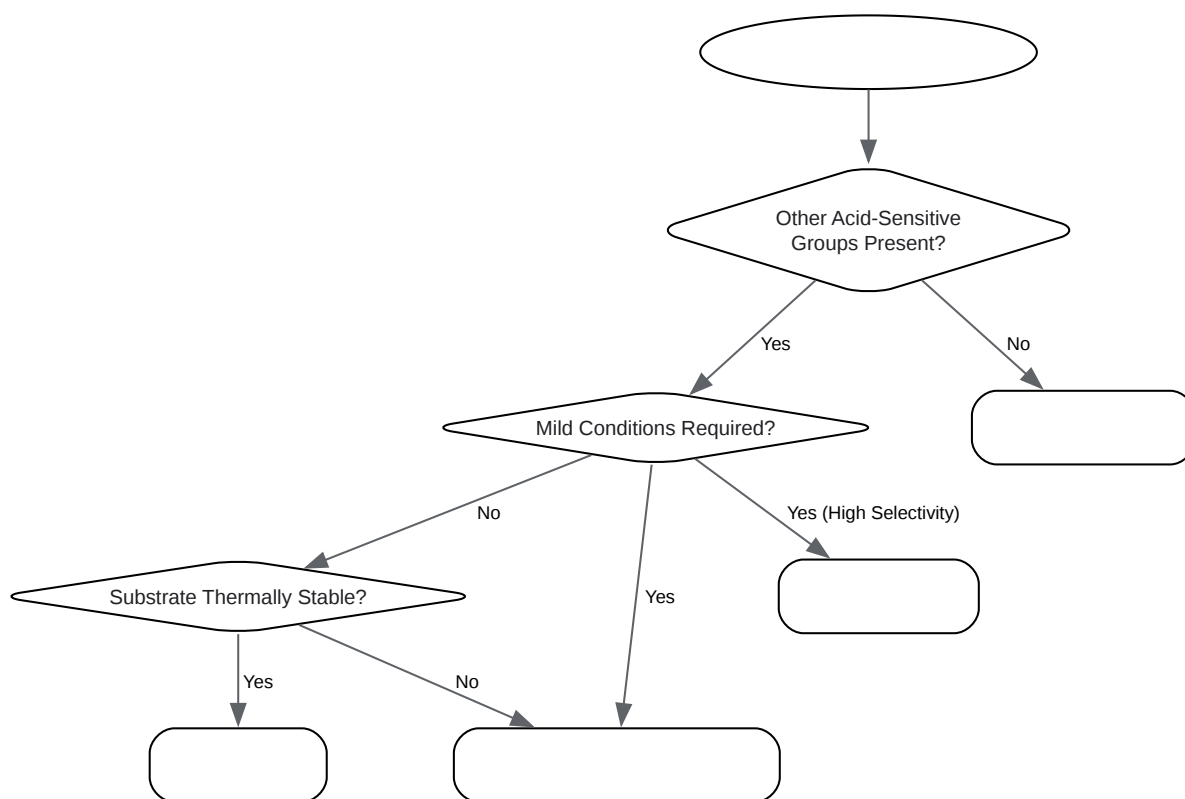 Other Acid-Sensitive
Groups Present?
Yes
No
Mild Conditions Required?
No
Yes (High Selectivity)
Yes
Substrate Thermally Stable?
Yes
No